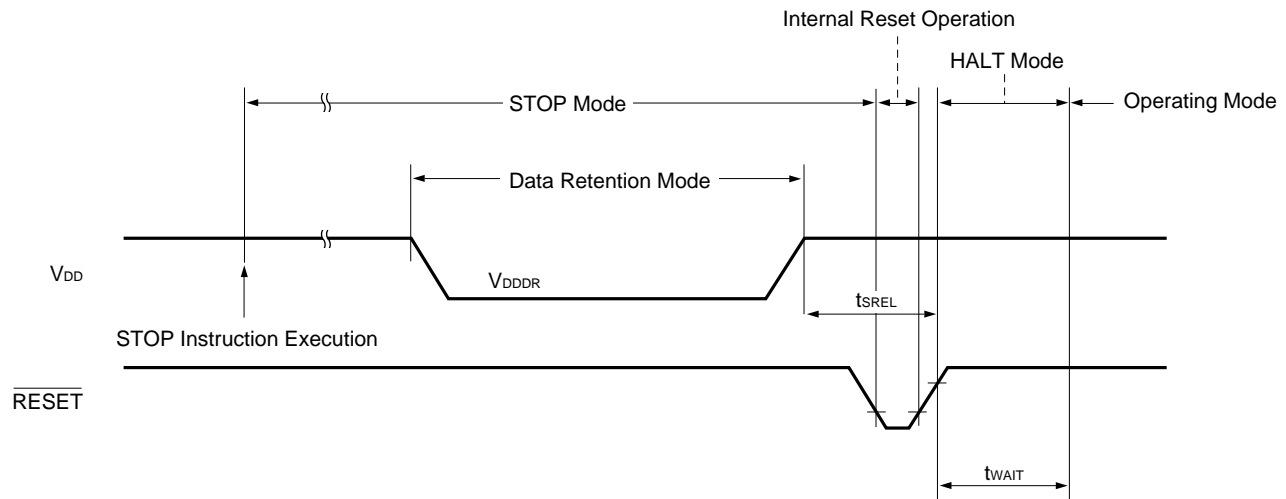 Internal Reset Operation
HALT Mode
STOP Mode
Operating Mode
Data Retention Mode
VDD
VDDDR
tSREL
STOP Instruction Execution
RESET
tWAIT